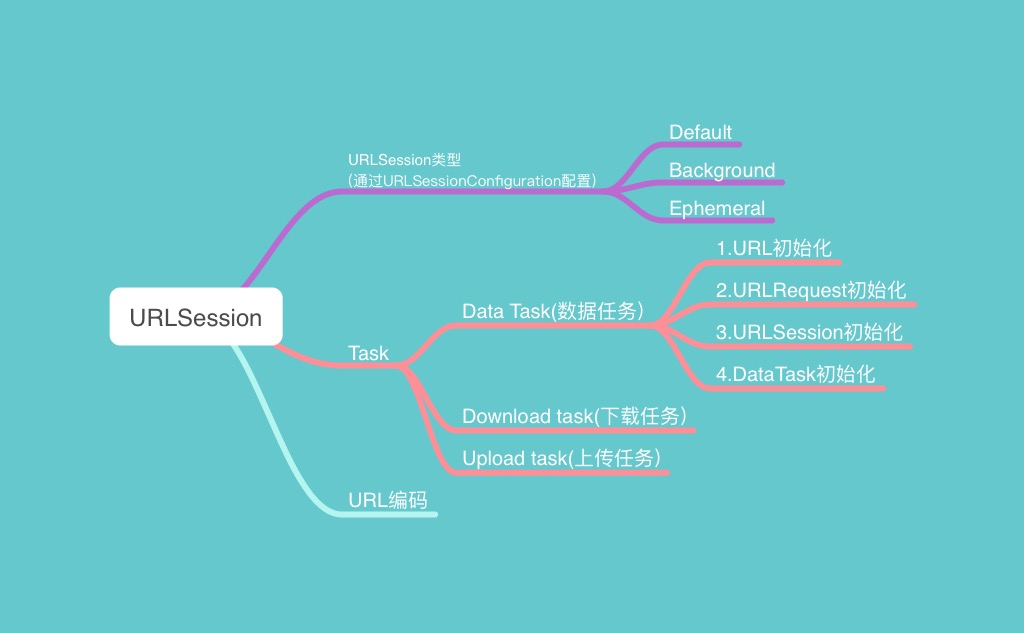 URLSession
URLSession类型
(通过URLSessionConfiguration配置)
Default
Background
Ephemeral
Task
Data Task(数据任务)
1.URL初始化
2.URLRequest初始化
3.URLSession初始化
4.DataTask初始化
Download task(下载任务)
Upload task(上传任务)
URL编码